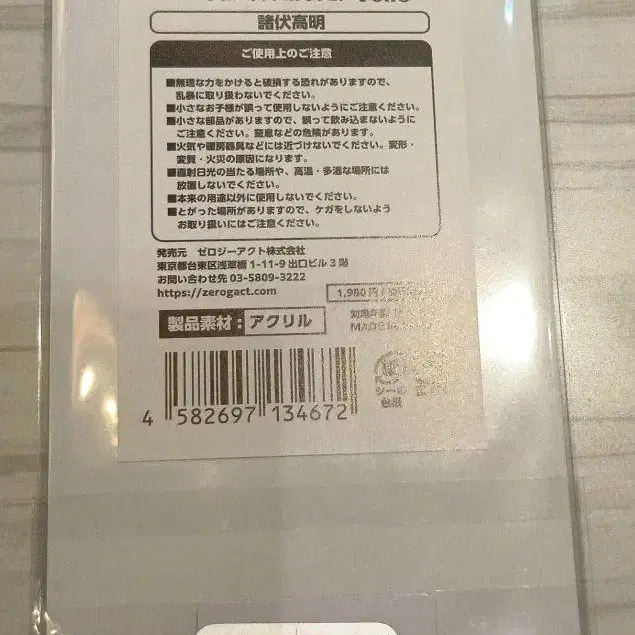 諸伏高明
ご使用上のご注意
■無理な力をかけると破損する恐れがありますので、
乱暴に取り扱わないでください。
■小さなお子様が誤って使用しないようにご注意ください。
■小さな部品がありますので、誤って飲み込まないように
ご注意ください。窒息などの危険があります。
■火気や暖房器具などには近づけないでください。変形・
変質・火災の原因になります。
■直射日光の当たる場所や、高温・多湿な場所には
放置しないでください。
■本来の用途以外に使用しないでください。
■とがった場所がありますので、ケガをしないよう
お取り扱いにはご注意ください。
発売元 ゼロジーアクト株式会社
東京都台東区浅草橋1-11-9 出口ビル3階
お問い合わせ先 03-5809-3222
https://zerogact.com
1,980円
製品素材：アクリル
4 582697 134672